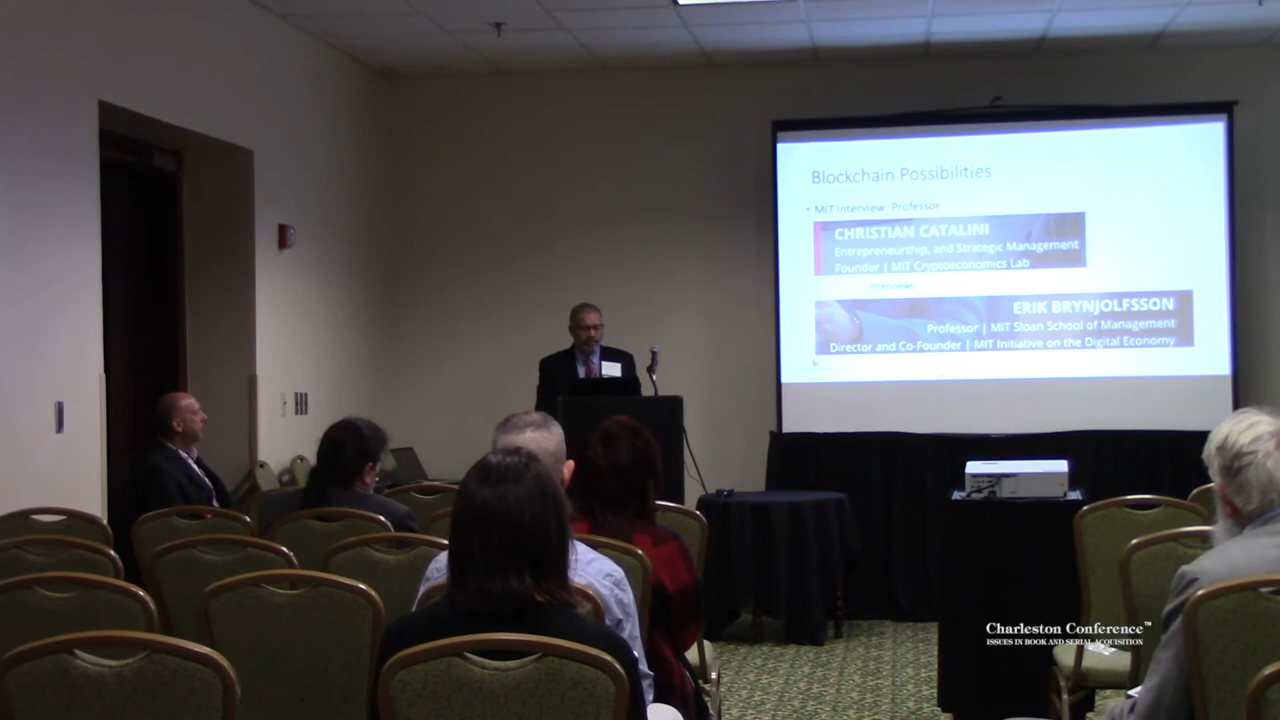 Blockchain Possibilities
• MIT Interview: Professor
CHRISTIAN CATALINI
Entrepreneurship, and Strategic Management
Founder | MIT Cryptoeconomics Lab
interviews:
ERIK BRYNJOLFSSON
Professor | MIT Sloan School of Management
Director and Co-Founder | MIT Initiative on the Digital Economy
Charleston Conference™
ISSUES IN BOOK AND SERIAL ACQUISITION